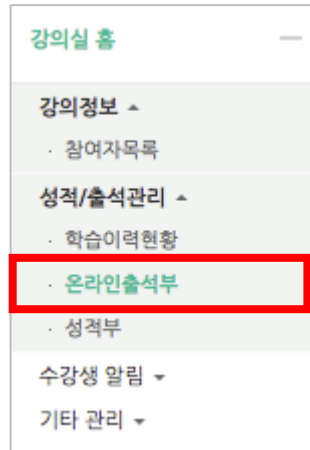 강의실 홈
강의정보
· 참여자목록
성적/출석관리
· 학습이력현황
· 온라인출석부
· 성적부
수강생 알림
기타 관리